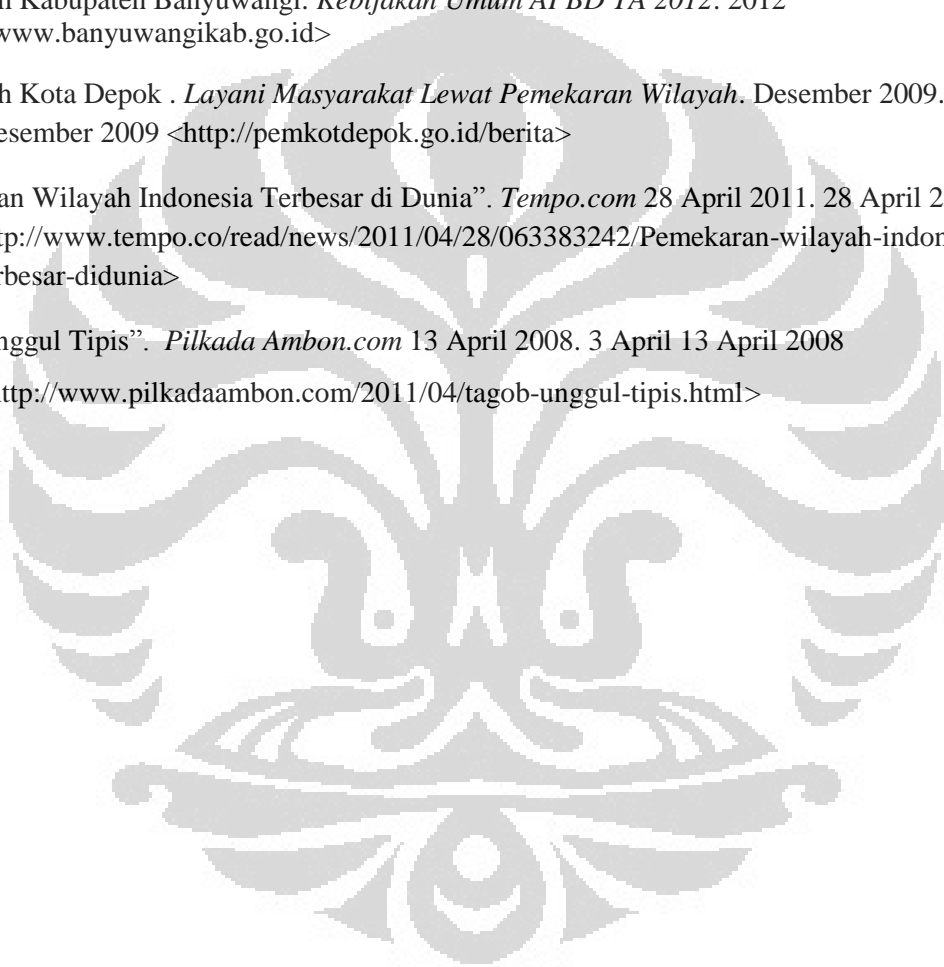 Kabupaten Banyuwangi. Kebijakan Umum APBD TA 2012. 2012
www.banyuwangikab.go.id>
h Kota Depok . Layani Masyarakat Lewat Pemekaran Wilayah. Desember 2009.
esember 2009 <http://pemkotdepok.go.id/berita>
an Wilayah Indonesia Terbesar di Dunia”. Tempo.com 28 April 2011. 28 April 2
tp://www.tempo.co/read/news/2011/04/28/063383242/Pemekaran-wilayah-indon
rbesar-didunia>
nggul Tipis”. Pilkada Ambon.com 13 April 2008. 3 April 13 April 2008
ttp://www.pilkadaambon.com/2011/04/tagob-unggul-tipis.html>